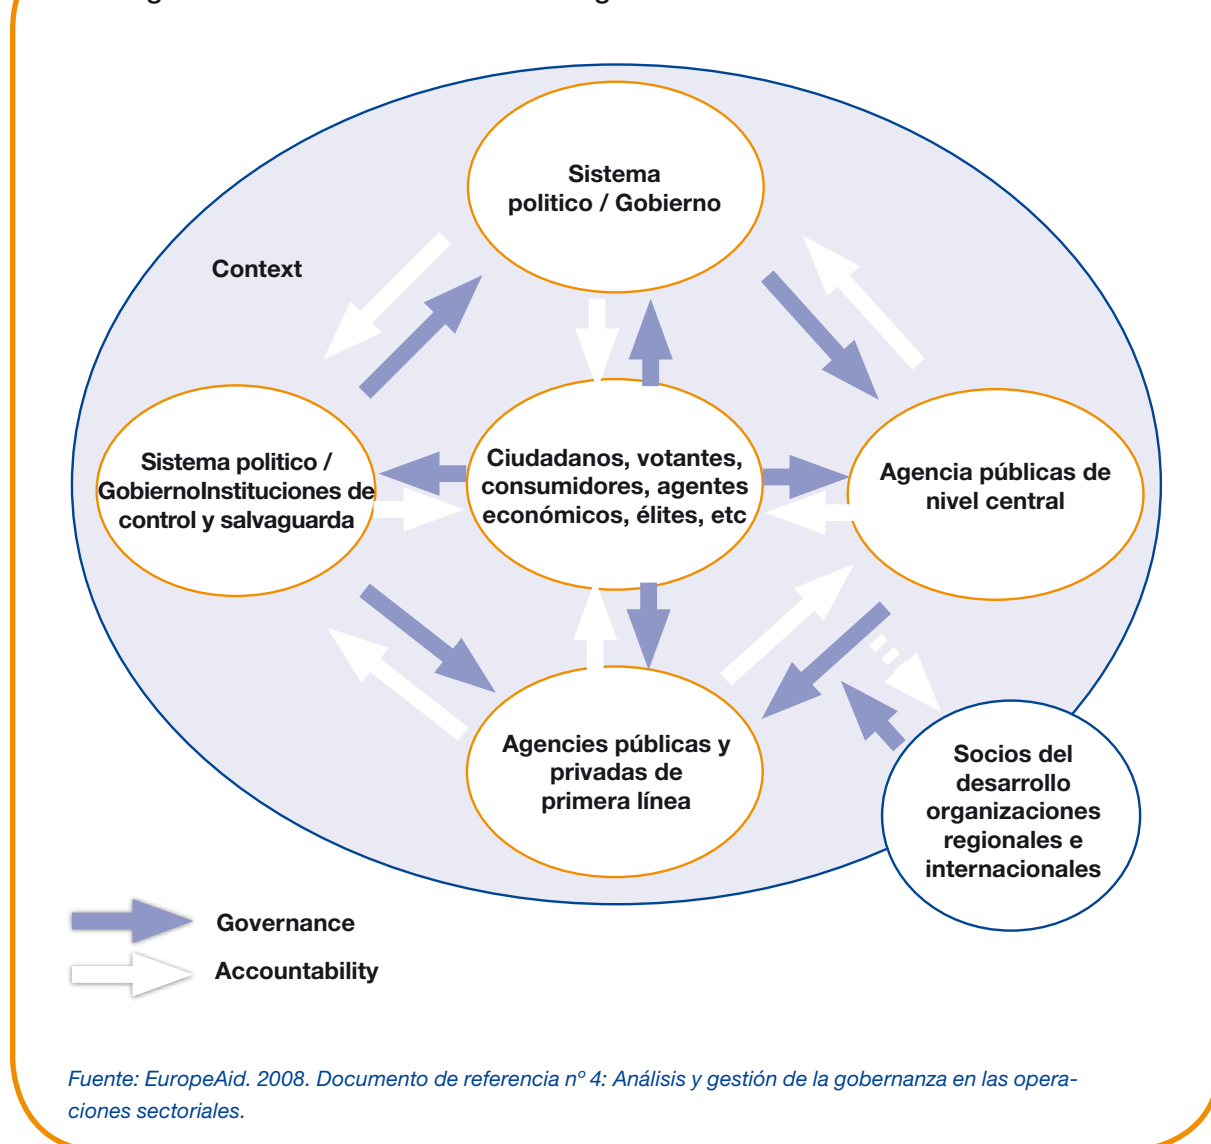 Sistema
politico / Gobierno
Context
Sistema politico /
GobiernoInstituciones de
control y salvaguarda
Ciudadanos, votantes,
consumidores, agentes
económicos, élites, etc
Agencia públicas de
nivel central
Agencies públicas y
privadas de
primera línea
Socios del
desarrollo
organizaciones
regionales e
internacionales
Governance
Accountability
Fuente: EuropeAid. 2008. Documento de referencia nº 4: Análisis y gestión de la gobernanza en las opera-
ciones sectoriales.